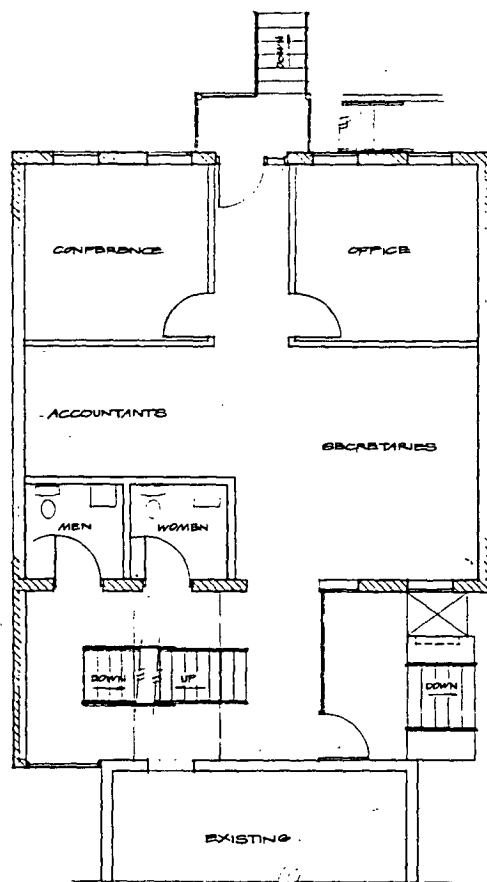 DOWN
CONFERENCE
OFFICE
ACCOUNTANTS
SECRETARIES
MEN
WOMEN
DOWN
UP
DOWN
EXISTING